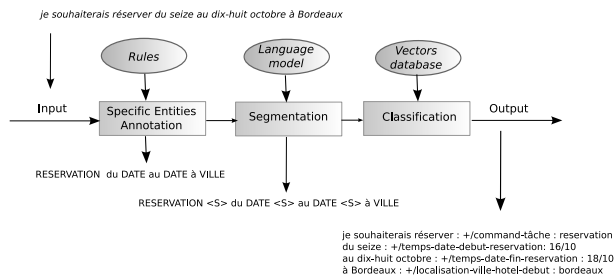 je souhaiterais réserver du seize au dix-huit octobre à Bordeaux
Rules
Language
model
Vectors
database
Input
Specific Entities
Annotation
Segmentation
Classification
Output
RESERVATION du DATE au DATE à VILLE
RESERVATION <S> du DATE <S> au DATE <S> à VILLE
je souhaiterais réserver : +/command-tâche : reservation
du seize : +/temps-date-debut-reservation: 16/10
au dix-huit octobre : +/temps-date-fin-reservation : 18/10
à Bordeaux : +/localisation-ville-hotel-debut : bordeaux